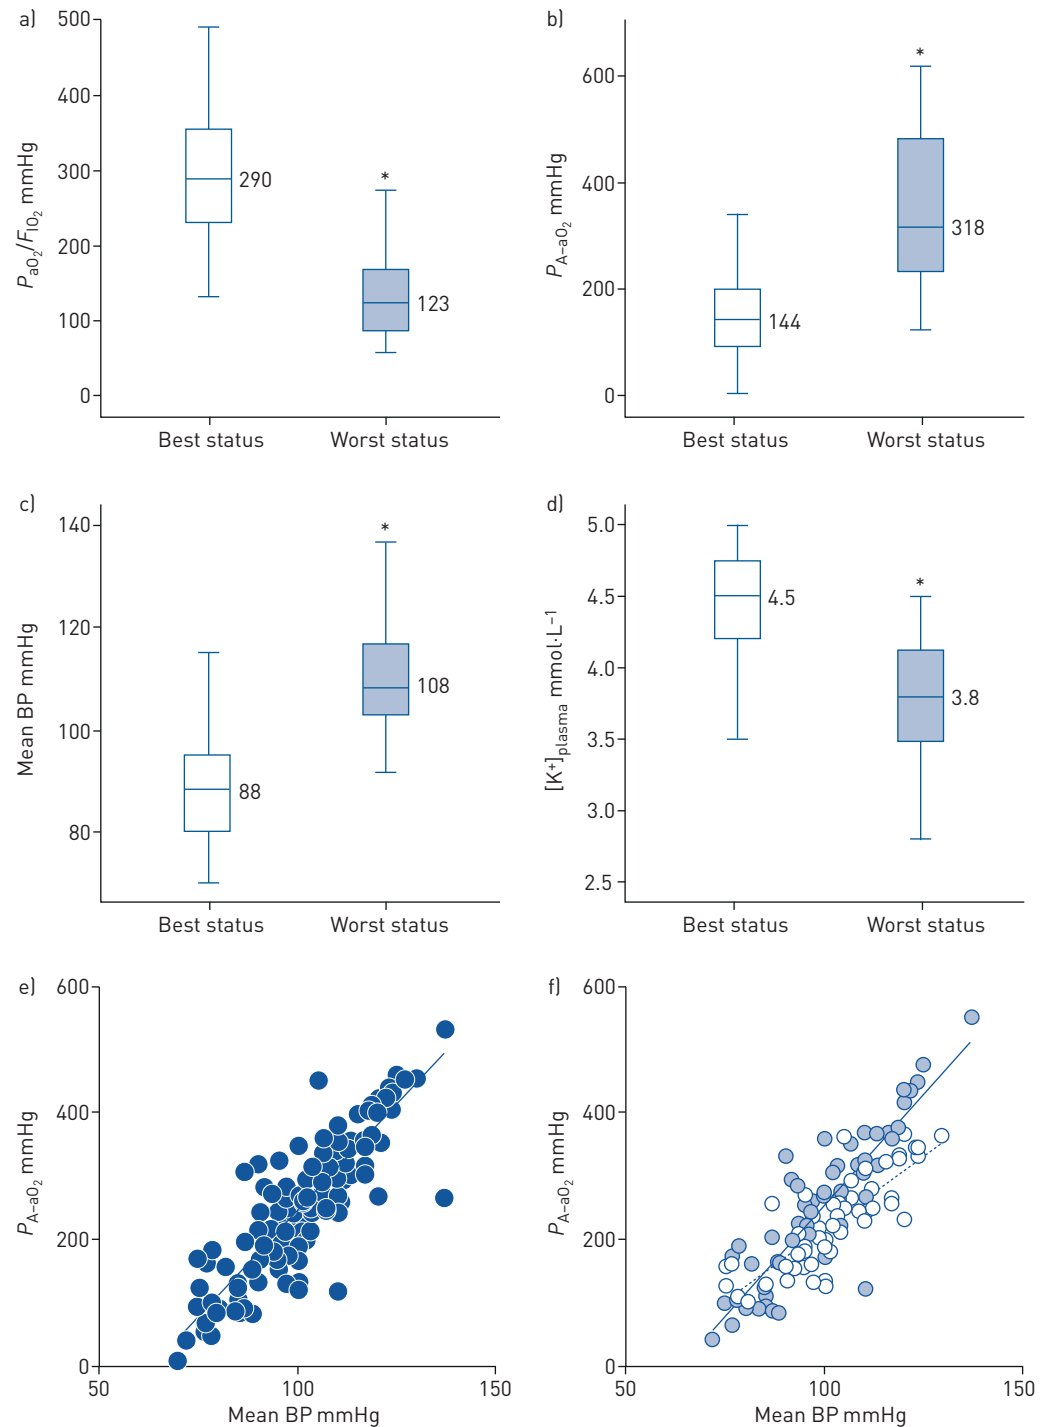 a)
500
400
300
200
100
0
PaO2/FIO2 mmHg
290
*
123
Best status
Worst status
b)
600
400
200
0
PA–aO2 mmHg
144
*
318
Best status
Worst status
c)
140
120
100
80
Mean BP mmHg
88
*
108
Best status
Worst status
d)
5.0
4.5
4.0
3.5
3.0
2.5
[K+]plasma mmol·L−1
4.5
*
3.8
Best status
Worst status
e)
600
400
200
0
PA–aO2 mmHg
50
100
150
Mean BP mmHg
f)
600
400
200
0
PA–aO2 mmHg
50
100
150
Mean BP mmHg